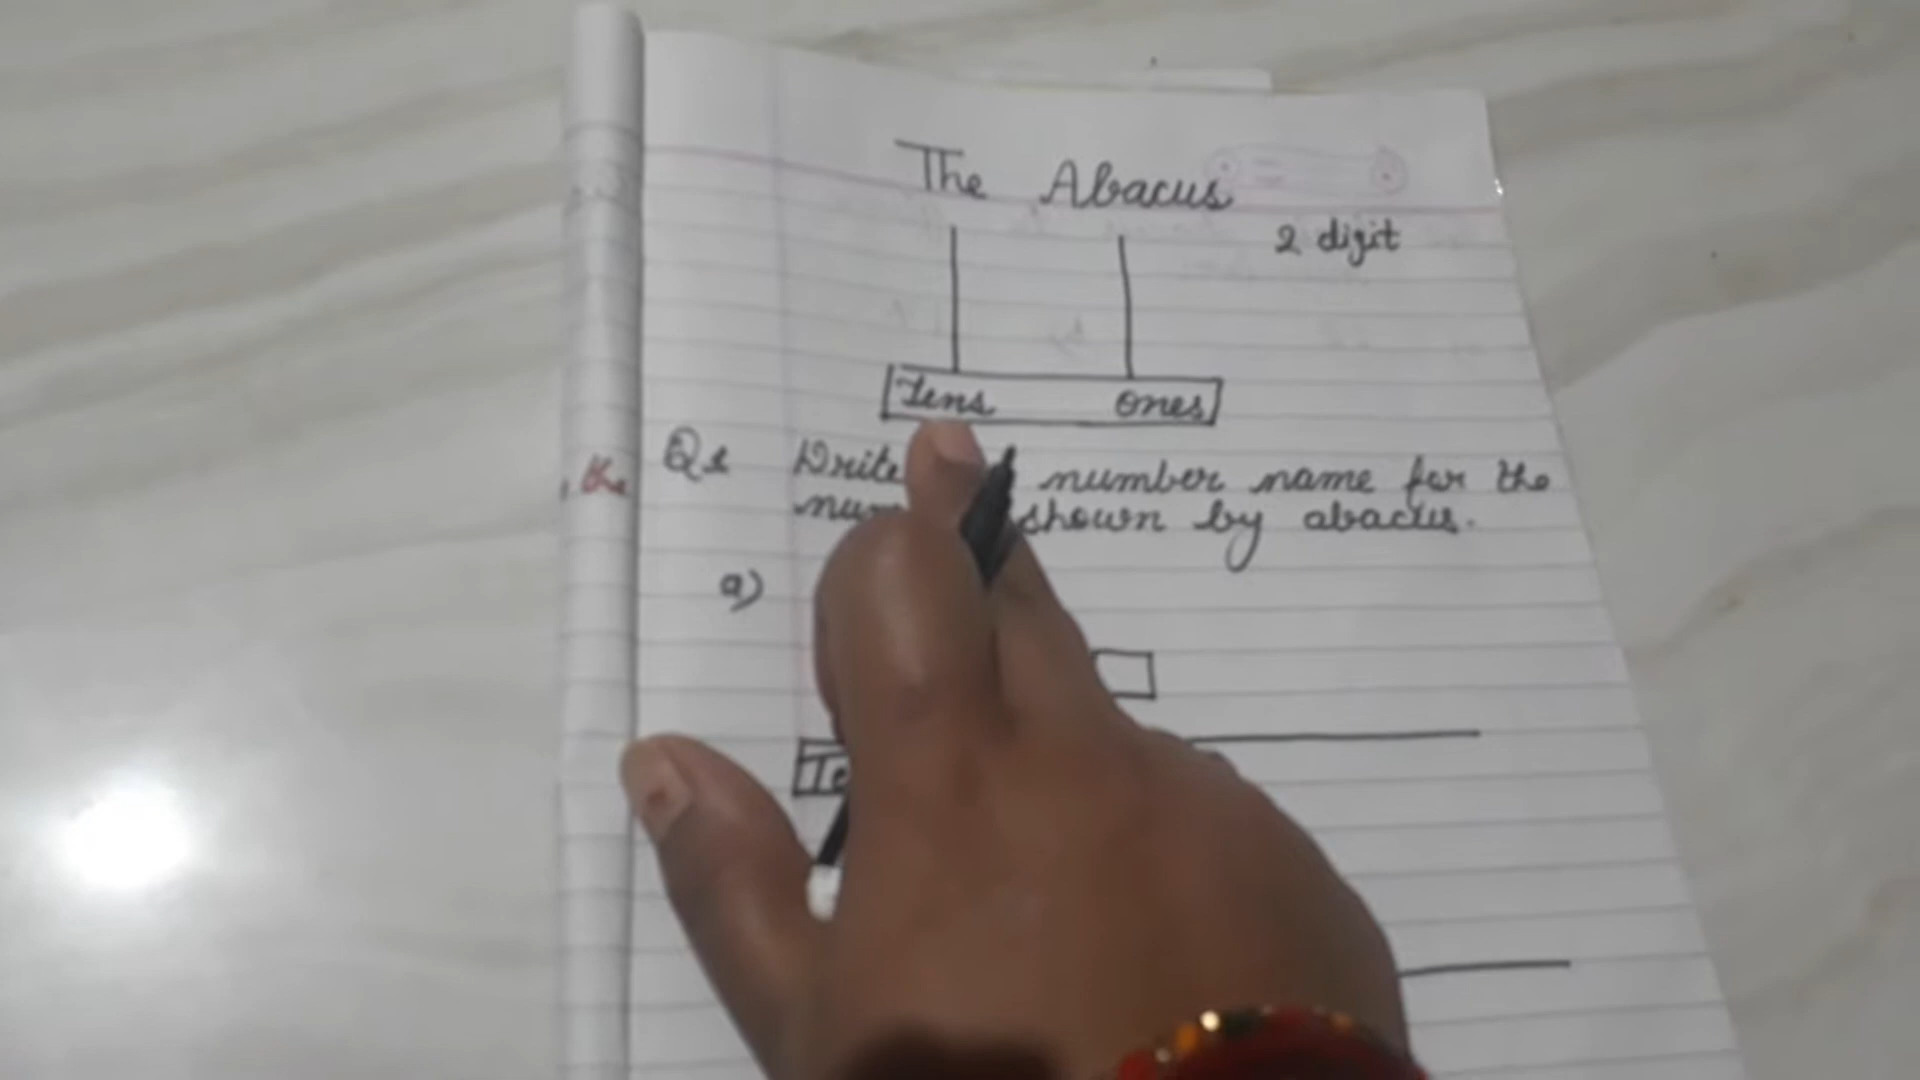 The Abacus
2 digit
Tens ones
Q1 Write number name for the
shown by abacus.
a)